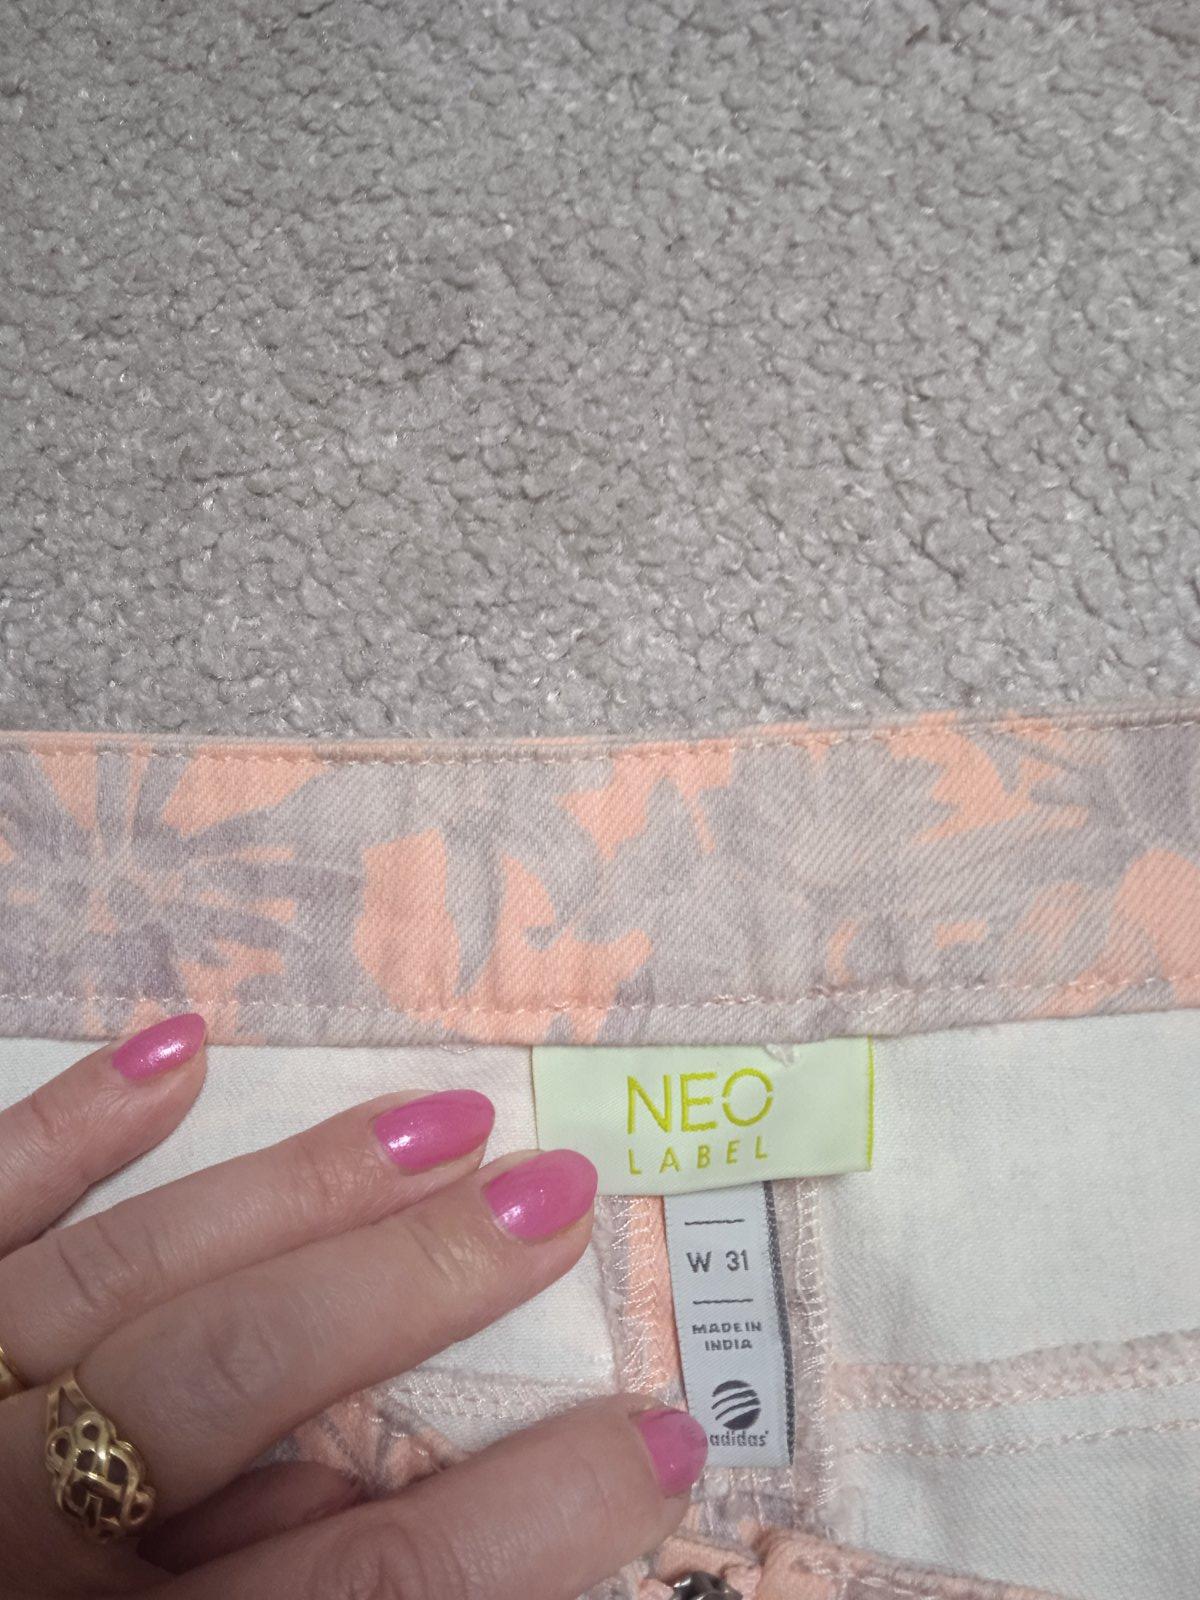 NEO
LABEL
W 31
MADE IN
INDIA
adidas